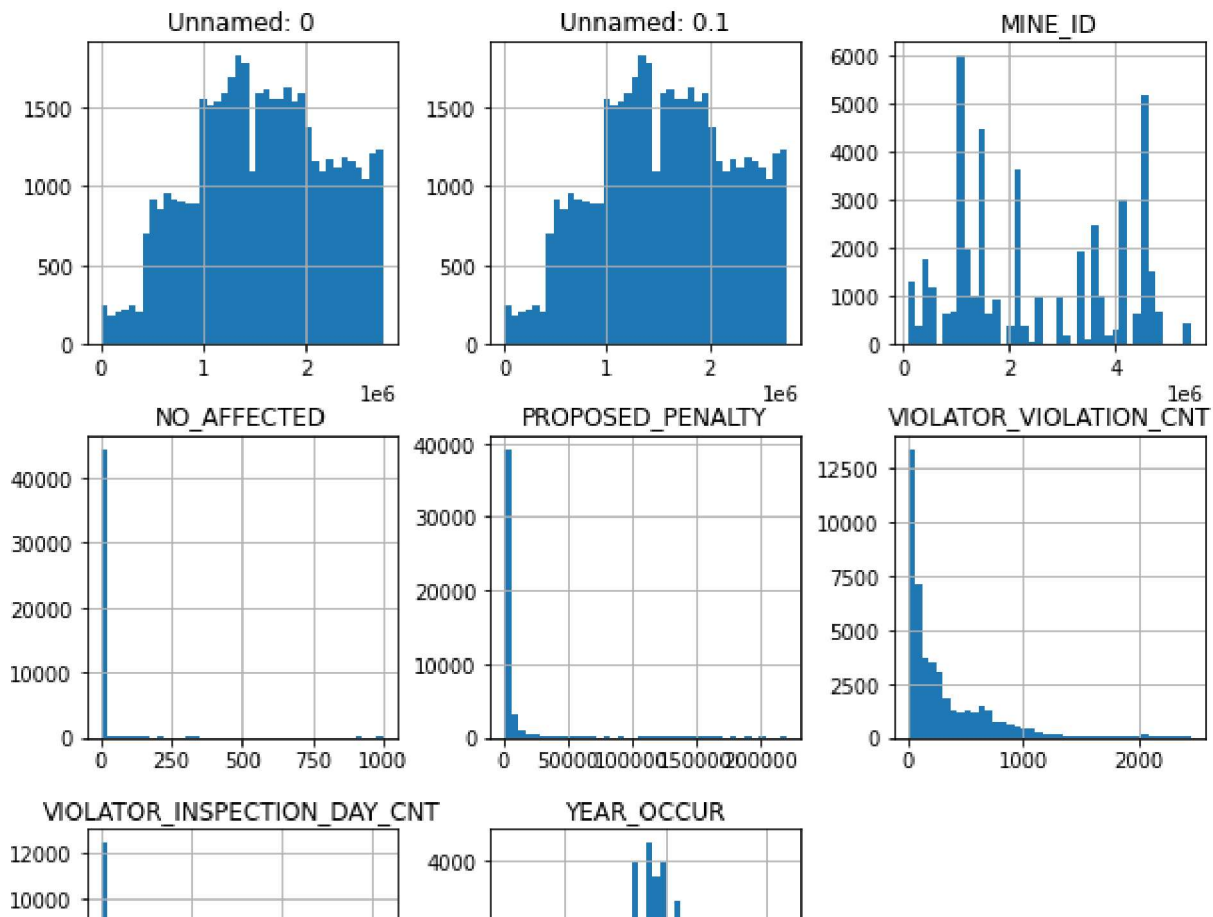 Unnamed: 0
Unnamed: 0.1
MINE_ID
1500
1000
500
0
0 1 2
1e6
1500
1000
500
0
0 1 2
1e6
6000
5000
4000
3000
2000
1000
0
0 2 4
1e6
NO_AFFECTED
PROPOSED_PENALTY
VIOLATOR_VIOLATION_CNT
40000
30000
20000
10000
0
0 250 500 750 1000
40000
30000
20000
10000
0
0 50000 100000 150000 200000
12500
10000
7500
5000
2500
0
0 1000 2000
VIOLATOR_INSPECTION_DAY_CNT
YEAR_OCCUR
12000
10000
4000